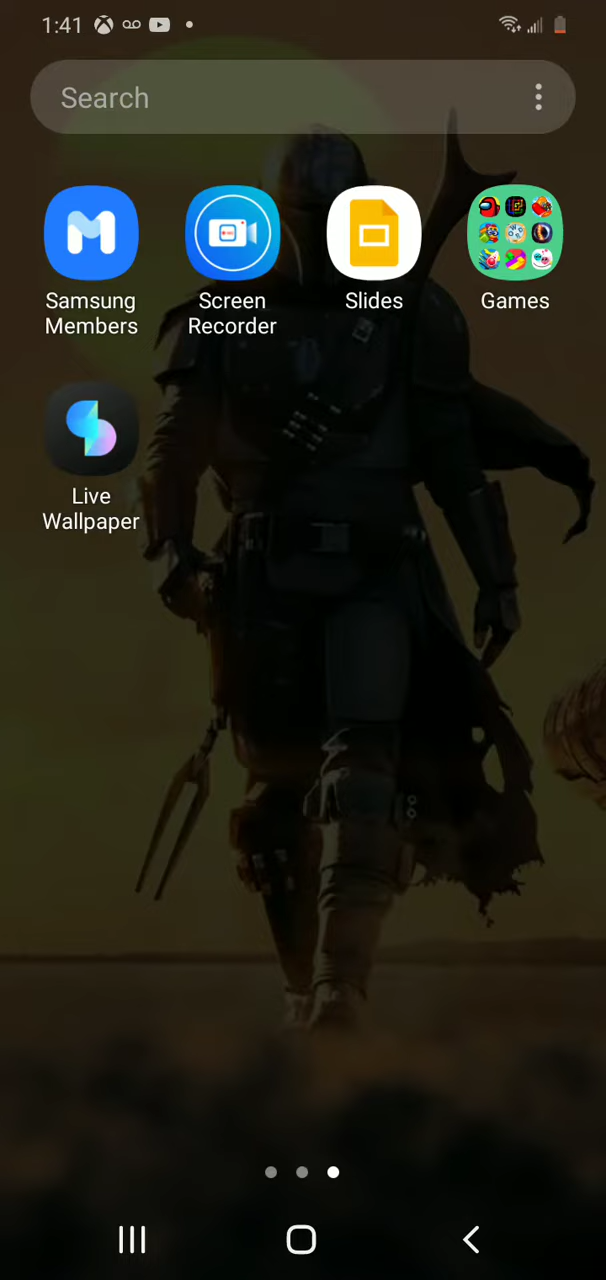 1:41
Search
Samsung Members
Screen Recorder
Slides
Games
Live Wallpaper